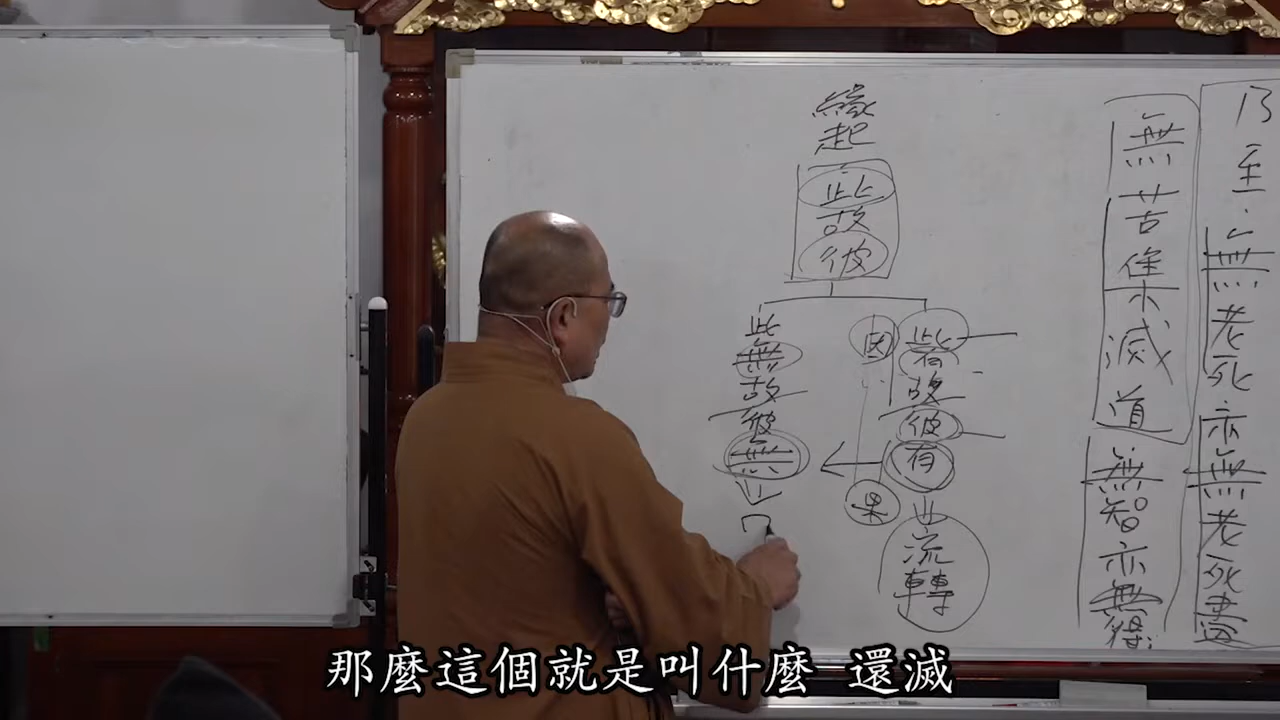 乃至無老死亦無老死盡
無苦集滅道
無智亦無得
緣起
此故彼
此有故彼有
因
果
流轉
此無故彼無
那麼這個就是叫什麼 還滅